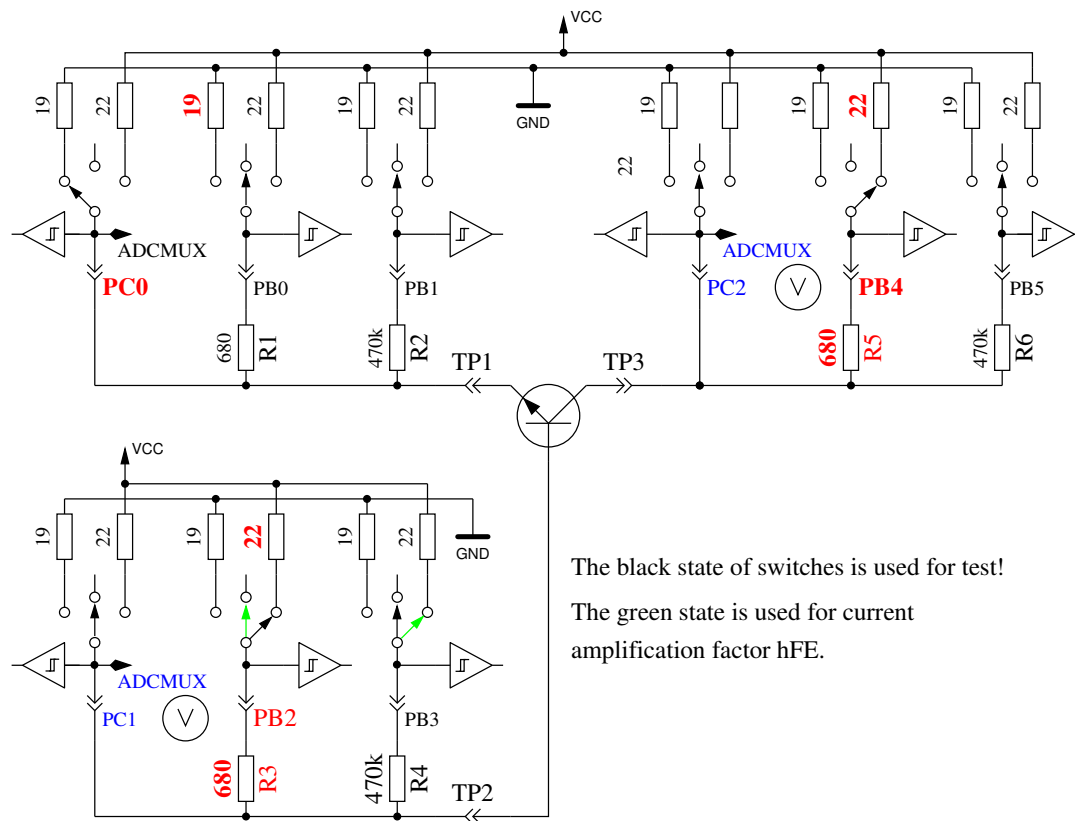 VCC
19
22
19
22
19
22
GND
19
22
19
22
19
22
ADCMUX
PC0
PB0
PB1
ADCMUX
PC2
V
PB4
PB5
680
R1
470k
R2
680
R5
470k
R6
TP1
TP3
VCC
19
22
19
22
19
22
GND
The black state of switches is used for test!
The green state is used for current
amplification factor hFE.
ADCMUX
PC1
V
PB2
PB3
680
R3
470k
R4
TP2